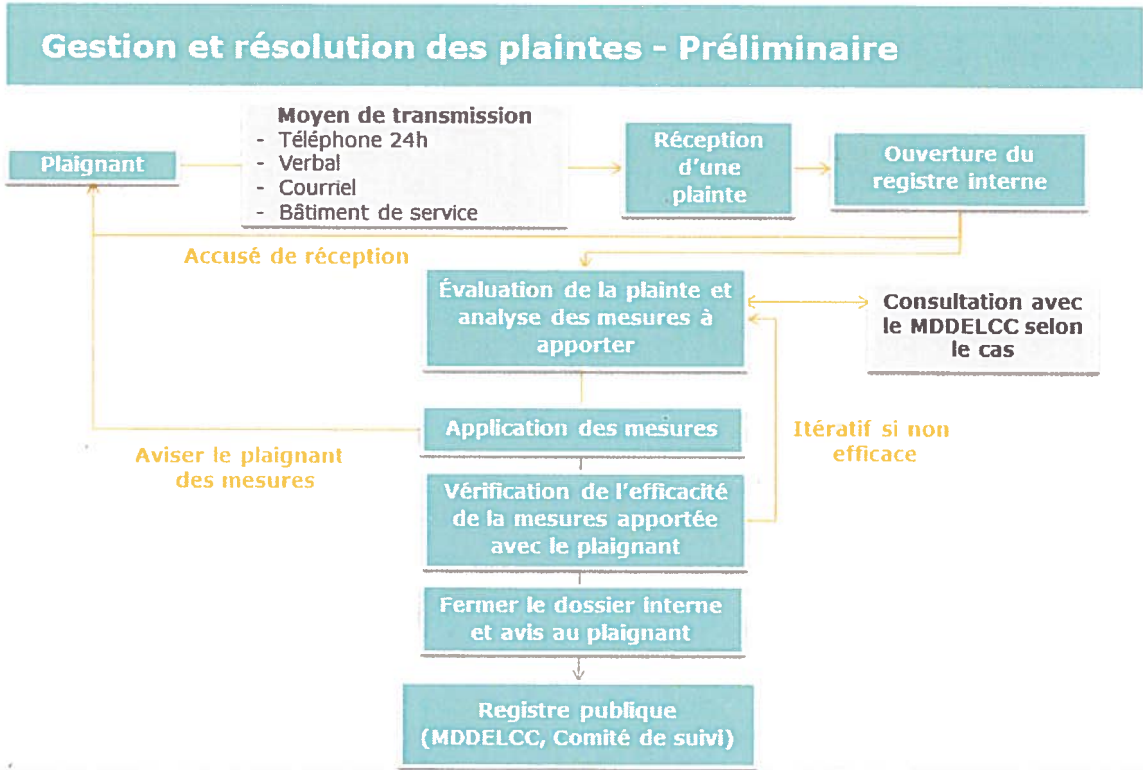 Gestion et résolution des plaintes - Préliminaire
Plaignant
Moyen de transmission
- Téléphone 24h
- Verbal
- Courriel
- Bâtiment de service
Réception
d'une
plainte
Ouverture du
registre interne
Accusé de réception
Évaluation de la plainte et
analyse des mesures à
apporter
Consultation avec
le MDDELCC selon
le cas
Application des mesures
Itératif si non
efficace
Aviser le plaignant
des mesures
Vérification de l'efficacité
de la mesures apportée
avec le plaignant
Fermer le dossier interne
et avis au plaignant
Registre publique
(MDDELCC, Comité de suivi)